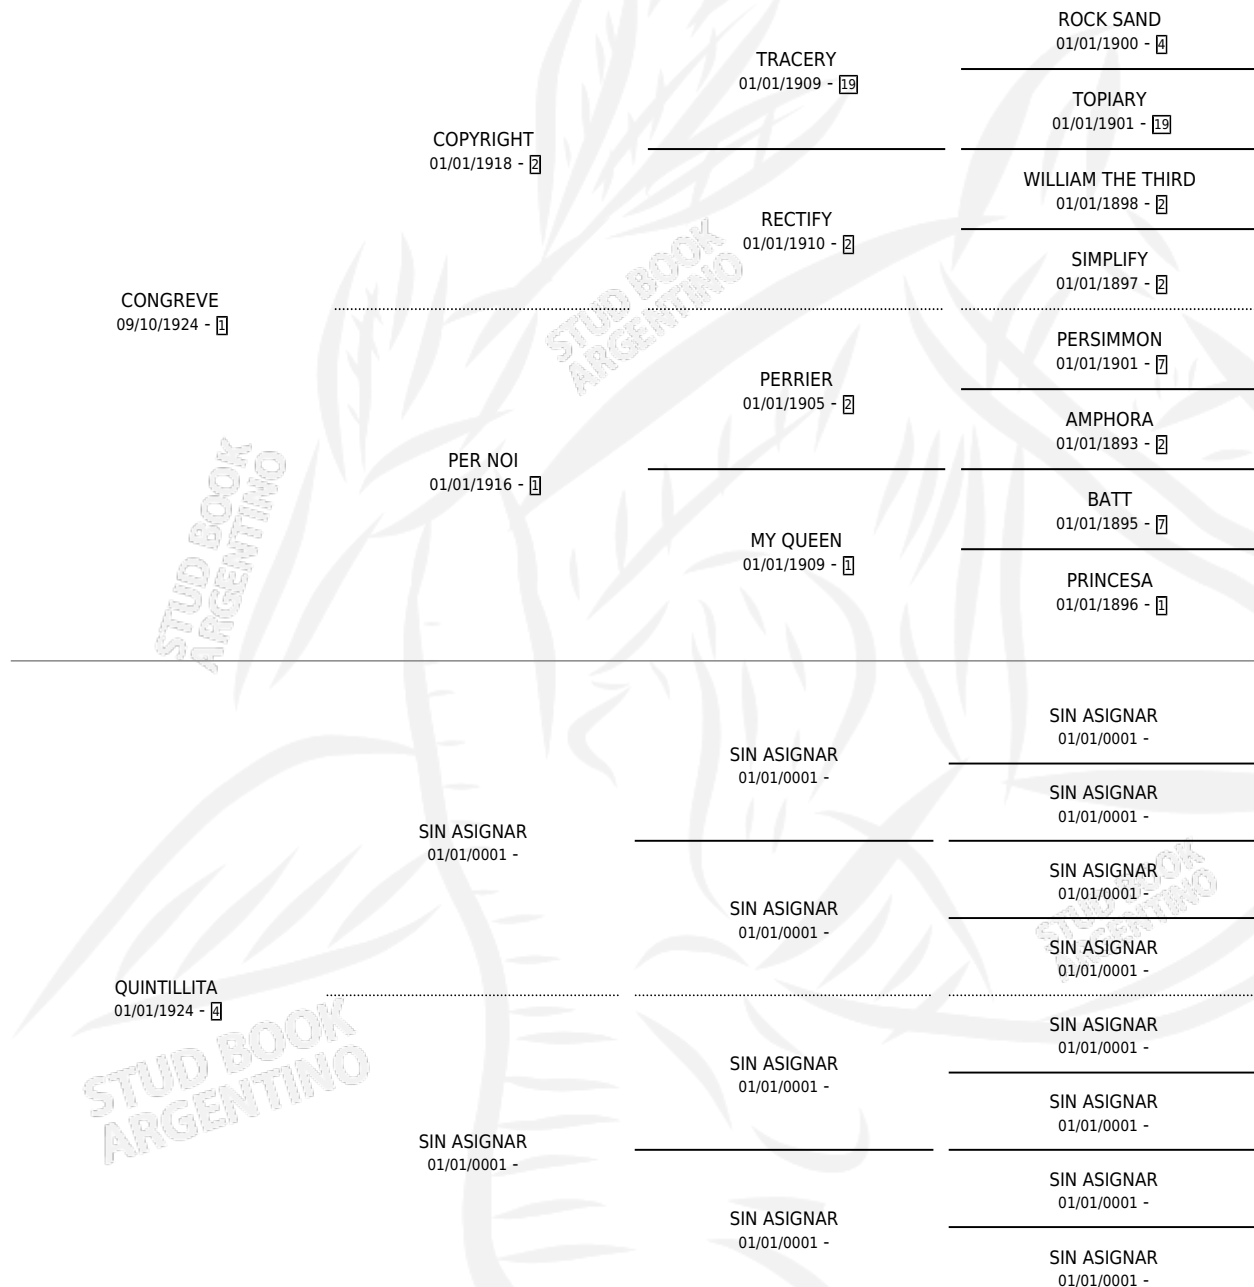 ROCK SAND
01/01/1900 - 4
TRACERY
01/01/1909 - 19
TOPIARY
01/01/1901 - 19
COPYRIGHT
01/01/1918 - 2
WILLIAM THE THIRD
01/01/1898 - 2
RECTIFY
01/01/1910 - 2
SIMPLIFY
01/01/1897 - 2
CONGREVE
09/10/1924 - 1
PERSIMMON
01/01/1901 - 7
PERRIER
01/01/1905 - 2
AMPHORA
01/01/1893 - 2
PER NOI
01/01/1916 - 1
BATT
01/01/1895 - 7
MY QUEEN
01/01/1909 - 1
PRINCESA
01/01/1896 - 1
STUD BOOK
ARGENTINO
STUD BOOK
ARGENTINO
SIN ASIGNAR
01/01/0001 -
SIN ASIGNAR
01/01/0001 -
SIN ASIGNAR
01/01/0001 -
SIN ASIGNAR
01/01/0001 -
SIN ASIGNAR
01/01/0001 -
SIN ASIGNAR
01/01/0001 -
SIN ASIGNAR
01/01/0001 -
STUD BOOK
ARGENTINO
QUINTILLITA
01/01/1924 - 4
SIN ASIGNAR
01/01/0001 -
SIN ASIGNAR
01/01/0001 -
SIN ASIGNAR
01/01/0001 -
SIN ASIGNAR
01/01/0001 -
SIN ASIGNAR
01/01/0001 -
SIN ASIGNAR
01/01/0001 -
SIN ASIGNAR
01/01/0001 -
STUD BOOK
ARGENTINO